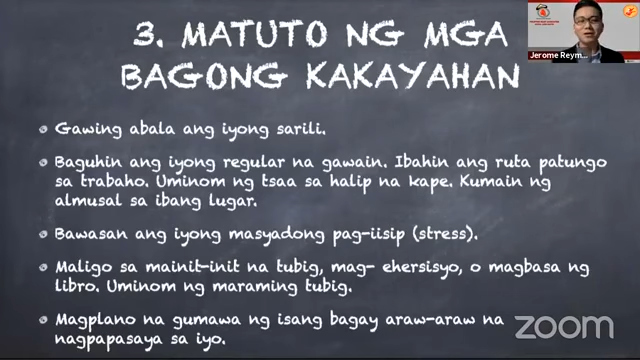 3. MATUTO NG MGA
BAGONG KAKAYAHAN
Gawing abala ang iyong sarili.
Baguhin ang iyong regular na gawain. Ibahin ang ruta patungo
sa trabaho. Uminom ng tsaa sa halip na kape. Kumain ng
almusal sa ibang lugar.
Bawasan ang iyong masyadong pag-iisip (stress).
Maligo sa mainit-init na tubig, mag- ehersisyo, o magbasa ng
libro. Uminom ng maraming tubig.
Magplano na gumawa ng isang bagay araw-araw na
nagpapasaya sa iyo.
Jerome Reym...
zoom